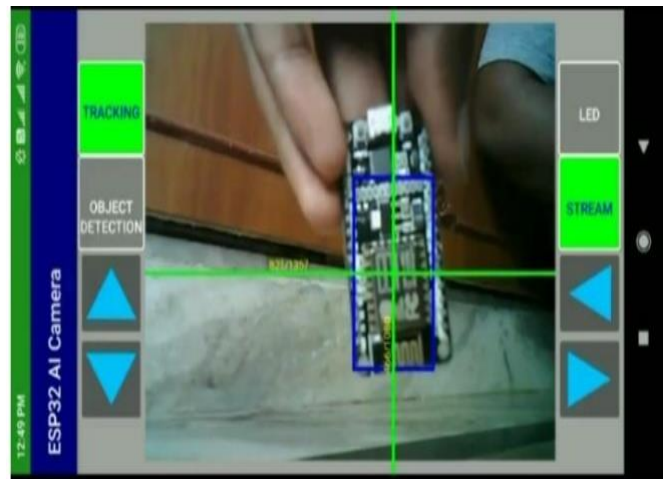 12:49 PM
ESP32 AI Camera
TRACKING
OBJECT
DETECTION
LED
STREAM